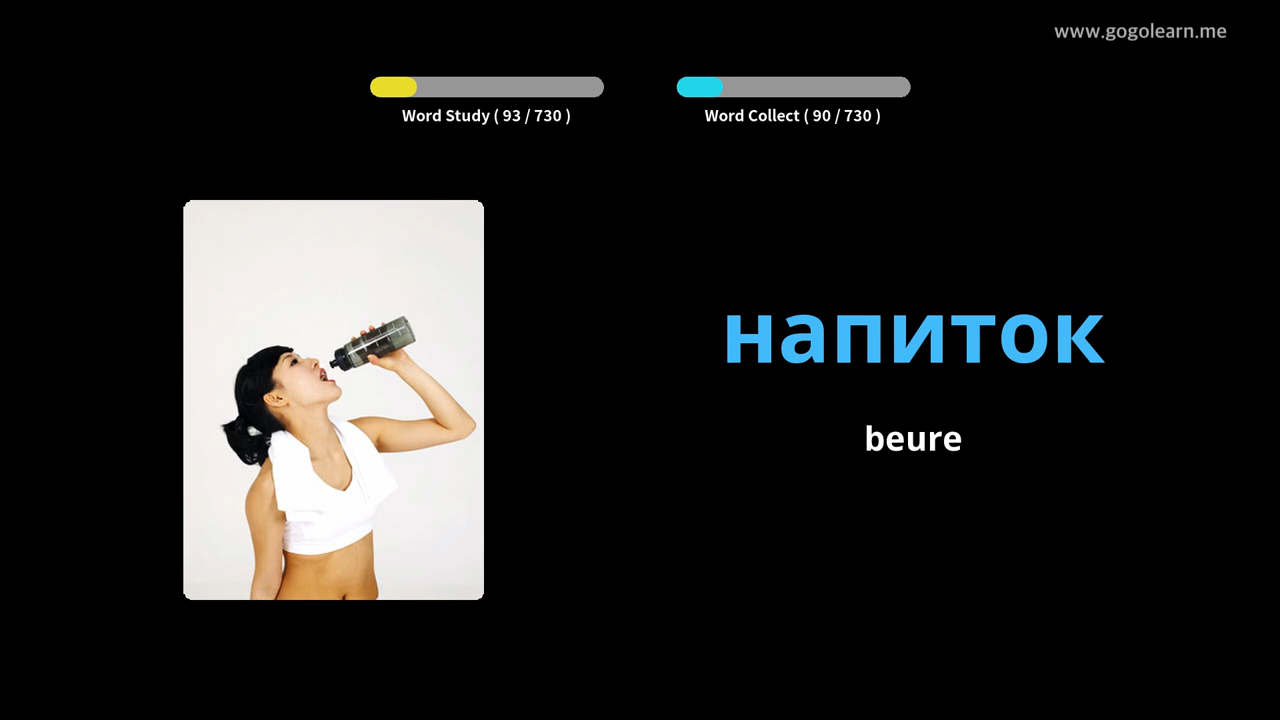 www.gogolearn.me
Word Study ( 93 / 730 )
Word Collect ( 90 / 730 )
напиток
beure